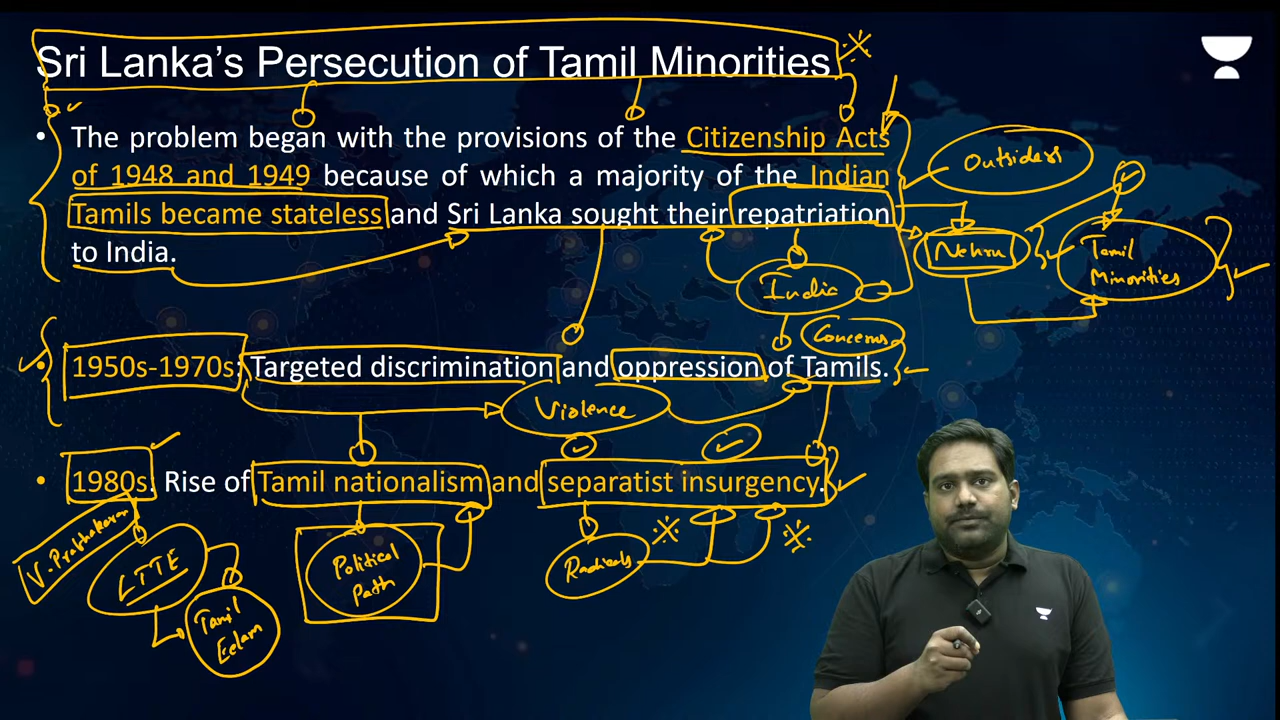 Sri Lanka's Persecution of Tamil Minorities
• The problem began with the provisions of the Citizenship Acts
of 1948 and 1949 because of which a majority of the Indian
Tamils became stateless and Sri Lanka sought their repatriation
to India.
Outsiders
Nehru
Tamil
Minorities
India
Concerns
• 1950s-1970s: Targeted discrimination and oppression of Tamils.
Violence
• 1980s: Rise of Tamil nationalism and separatist insurgency.
V. Prabhakaran
LTTE
Tamil
Eelam
Political
Path
Radicals